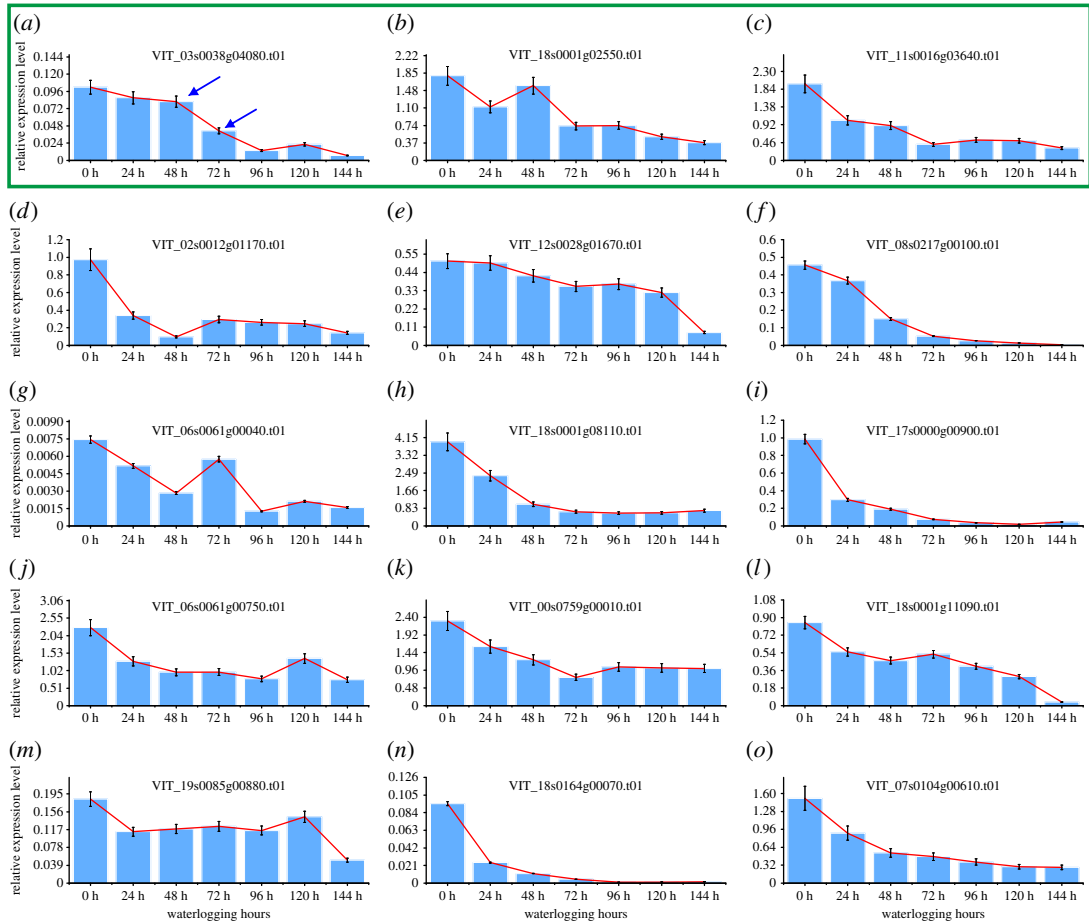 (a)
(b)
(c)
VIT_03s0038g04080.t01
VIT_18s0001g02550.t01
VIT_11s0016g03640.t01
relative expression level
0.144
0.120
0.096
0.072
0.048
0.024
0
2.22
1.85
1.48
1.10
0.74
0.37
0
2.30
1.84
1.38
0.92
0.46
0
0 h 24 h 48 h 72 h 96 h 120 h 144 h
0 h 24 h 48 h 72 h 96 h 120 h 144 h
0 h 24 h 48 h 72 h 96 h 120 h 144 h
(d)
(e)
(f)
VIT_02s0012g01170.t01
VIT_12s0028g01670.t01
VIT_08s0217g00100.t01
relative expression level
1.2
1.0
0.8
0.6
0.4
0.2
0
0.55
0.44
0.33
0.22
0.11
0
0.6
0.5
0.4
0.3
0.2
0.1
0
0 h 24 h 48 h 72 h 96 h 120 h 144 h
0 h 24 h 48 h 72 h 96 h 120 h 144 h
0 h 24 h 48 h 72 h 96 h 120 h 144 h
(g)
(h)
(i)
VIT_06s0061g00040.t01
VIT_18s0001g08110.t01
VIT_17s0000g00900.t01
relative expression level
0.0090
0.0075
0.0060
0.0045
0.0030
0.0015
0
4.15
3.32
2.49
1.66
0.83
0
1.2
1.0
0.8
0.6
0.4
0.2
0
0 h 24 h 48 h 72 h 96 h 120 h 144 h
0 h 24 h 48 h 72 h 96 h 120 h 144 h
0 h 24 h 48 h 72 h 96 h 120 h 144 h
(j)
(k)
(l)
VIT_06s0061g00750.t01
VIT_00s0759g00010.t01
VIT_18s0001g11090.t01
relative expression level
3.06
2.55
2.04
1.53
1.02
0.51
0
2.40
1.92
1.44
0.96
0.48
0
1.08
0.90
0.72
0.54
0.36
0.18
0
0 h 24 h 48 h 72 h 96 h 120 h 144 h
0 h 24 h 48 h 72 h 96 h 120 h 144 h
0 h 24 h 48 h 72 h 96 h 120 h 144 h
(m)
(n)
(o)
VIT_19s0085g00880.t01
VIT_18s0164g00070.t01
VIT_07s0104g00610.t01
relative expression level
0.195
0.156
0.117
0.078
0.039
0
0.126
0.105
0.084
0.063
0.042
0.021
0
1.60
1.28
0.96
0.64
0.32
0
0 h 24 h 48 h 72 h 96 h 120 h 144 h
0 h 24 h 48 h 72 h 96 h 120 h 144 h
0 h 24 h 48 h 72 h 96 h 120 h 144 h
waterlogging hours
waterlogging hours
waterlogging hours